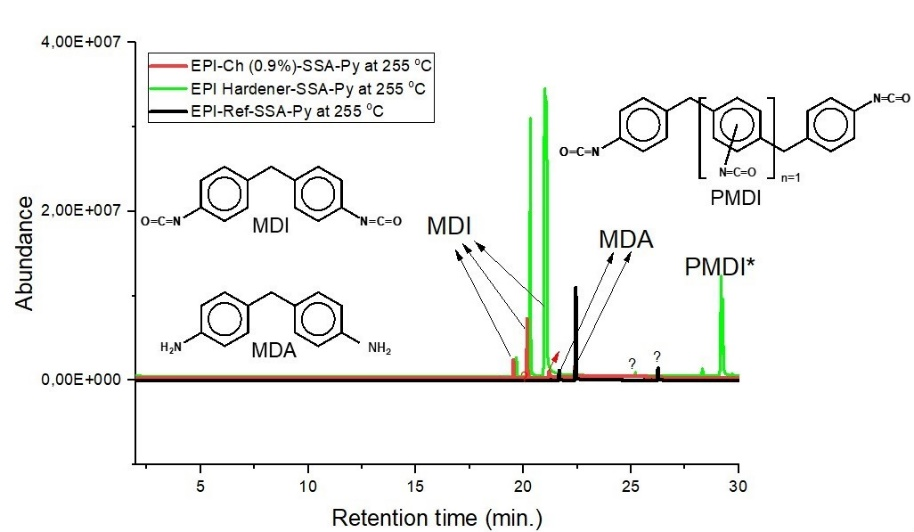 4,00E+007
EPI-Ch (0.9%)-SSA-Py at 255 °C
EPI Hardener-SSA-Py at 255 °C
EPI-Ref-SSA-Py at 255 °C
N=C=O
O=C=N
N=C=O
n=1
PMDI
2,00E+007
O=C=N
N=C=O
MDI
MDI
MDA
PMDI*
Abundance
H₂N
NH₂
MDA
? ?
0,00E+000
5 10 15 20 25 30
Retention time (min.)